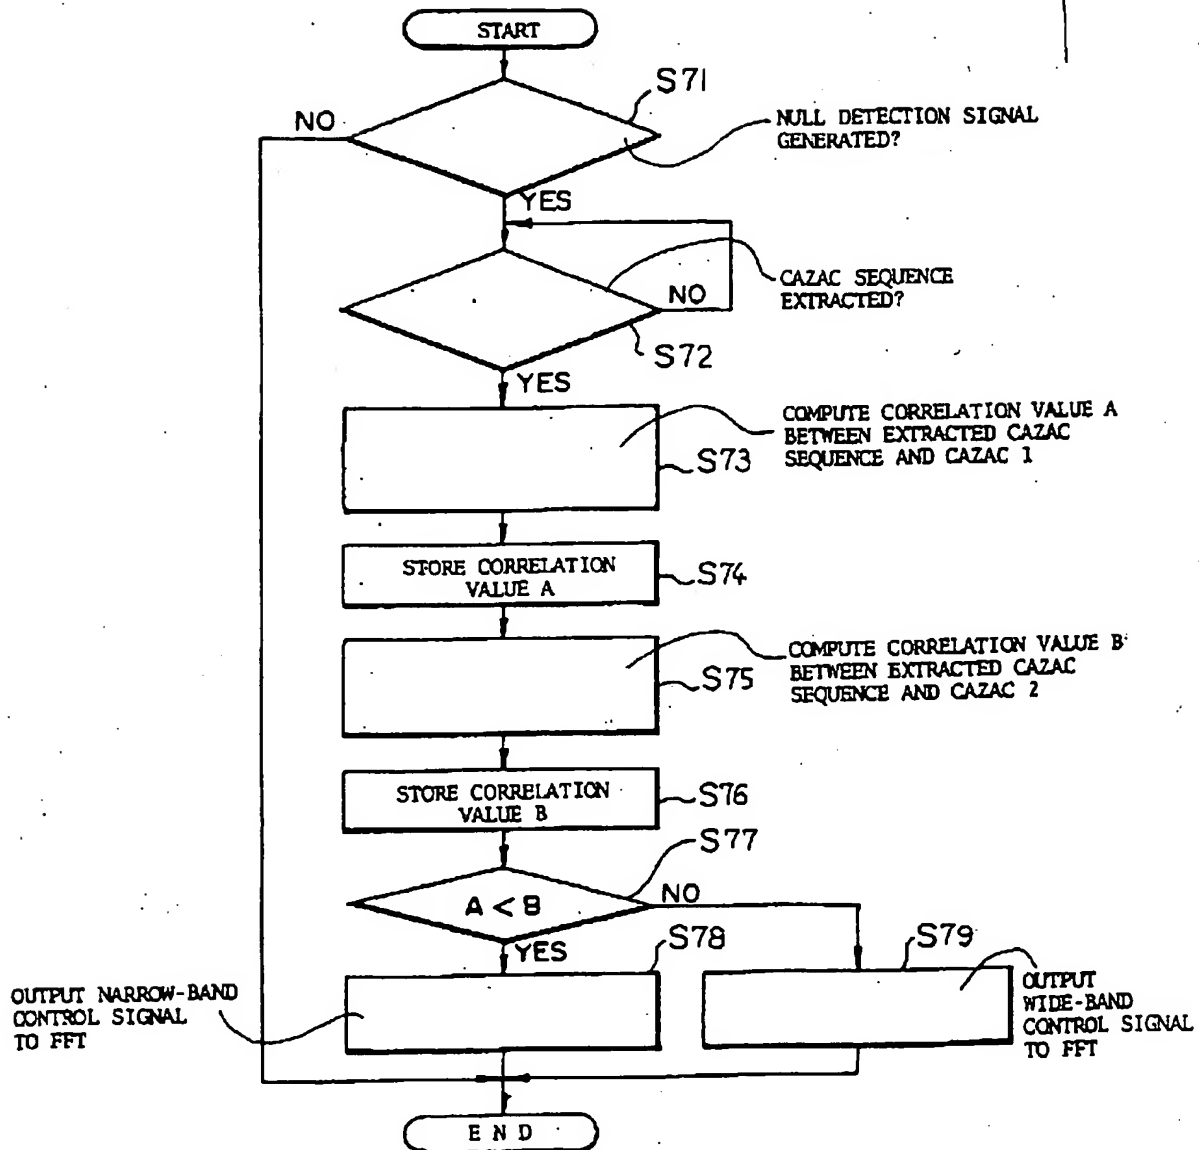 START
S71
NO
NULL DETECTION SIGNAL
GENERATED?
YES
CAZAC SEQUENCE
EXTRACTED?
NO
S72
YES
COMPUTE CORRELATION VALUE A
BETWEEN EXTRACTED CAZAC
SEQUENCE AND CAZAC 1
S73
STORE CORRELATION
VALUE A
S74
COMPUTE CORRELATION VALUE B
BETWEEN EXTRACTED CAZAC
SEQUENCE AND CAZAC 2
S75
STORE CORRELATION
VALUE B
S76
S77
A < B
NO
YES
S78
S79
OUTPUT NARROW-BAND
CONTROL SIGNAL
TO FFT
OUTPUT
WIDE-BAND
CONTROL SIGNAL
TO FFT
END